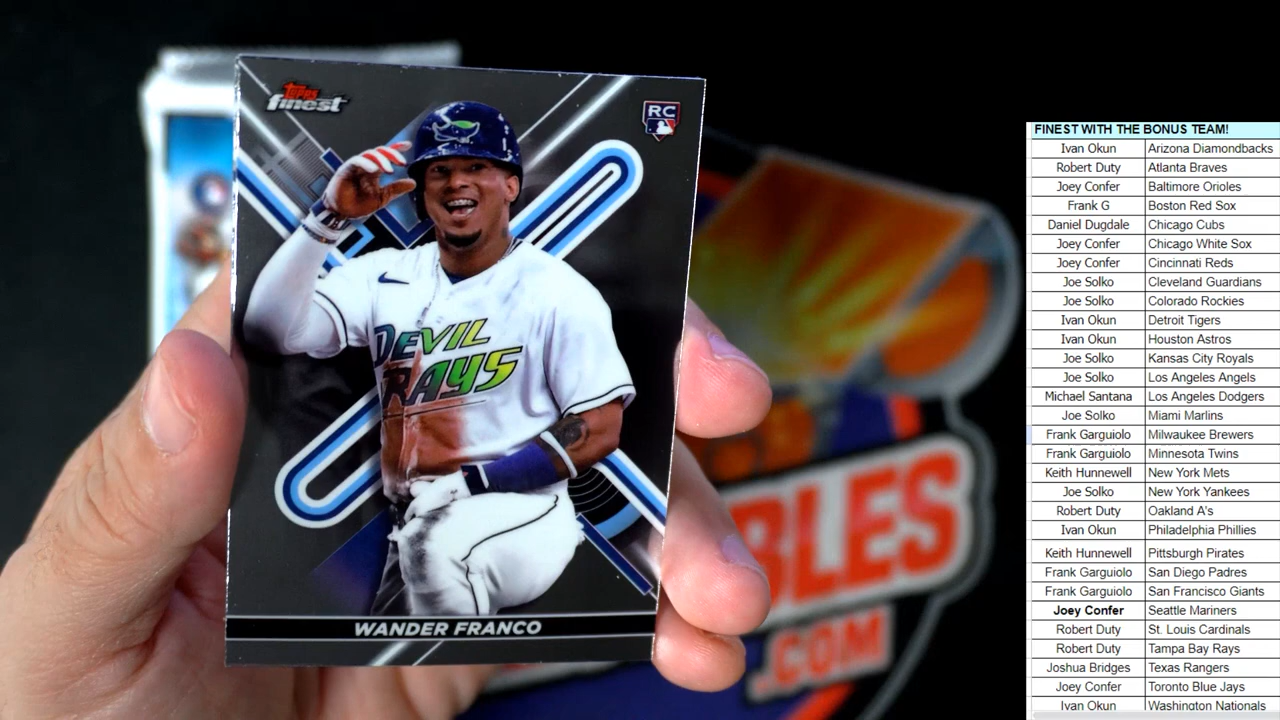 TOPPS
finest
RC
DEVIL
RAYS
WANDER FRANCO
BLES
.COM
FINEST WITH THE BONUS TEAM!
Ivan Okun Arizona Diamondbacks
Robert Duty Atlanta Braves
Joey Confer Baltimore Orioles
Frank G Boston Red Sox
Daniel Dugdale Chicago Cubs
Joey Confer Chicago White Sox
Joey Confer Cincinnati Reds
Joe Solko Cleveland Guardians
Joe Solko Colorado Rockies
Ivan Okun Detroit Tigers
Ivan Okun Houston Astros
Joe Solko Kansas City Royals
Joe Solko Los Angeles Angels
Michael Santana Los Angeles Dodgers
Joe Solko Miami Marlins
Frank Garguiolo Milwaukee Brewers
Frank Garguiolo Minnesota Twins
Keith Hunnewell New York Mets
Joe Solko New York Yankees
Robert Duty Oakland A's
Ivan Okun Philadelphia Phillies
Keith Hunnewell Pittsburgh Pirates
Frank Garguiolo San Diego Padres
Frank Garguiolo San Francisco Giants
Joey Confer Seattle Mariners
Robert Duty St. Louis Cardinals
Robert Duty Tampa Bay Rays
Joshua Bridges Texas Rangers
Joey Confer Toronto Blue Jays
Ivan Okun Washington Nationals